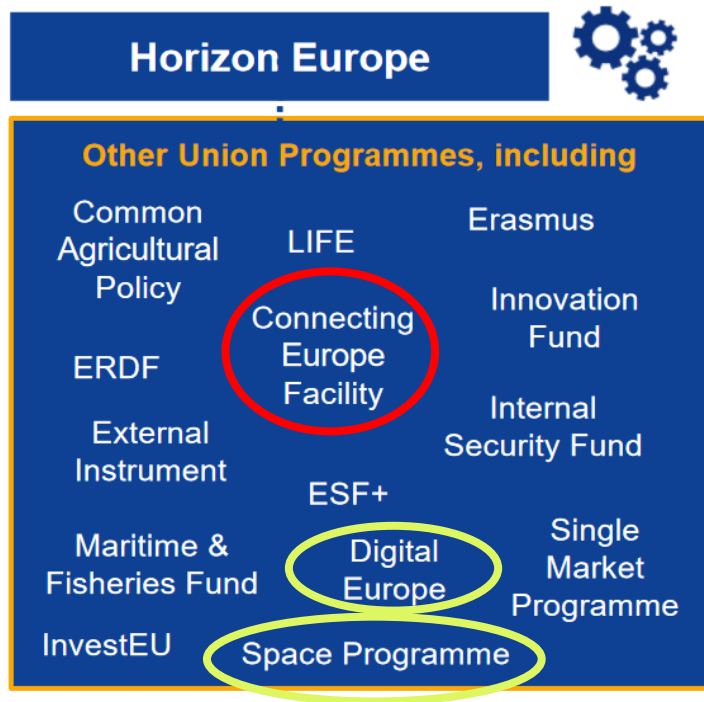 Horizon Europe
Other Union Programmes, including
Common
Agricultural
Policy
LIFE
Erasmus
Connecting
Europe
Facility
Innovation
Fund
ERDF
Internal
Security Fund
External
Instrument
ESF+
Maritime &
Fisheries Fund
Digital
Europe
Single
Market
Programme
InvestEU
Space Programme